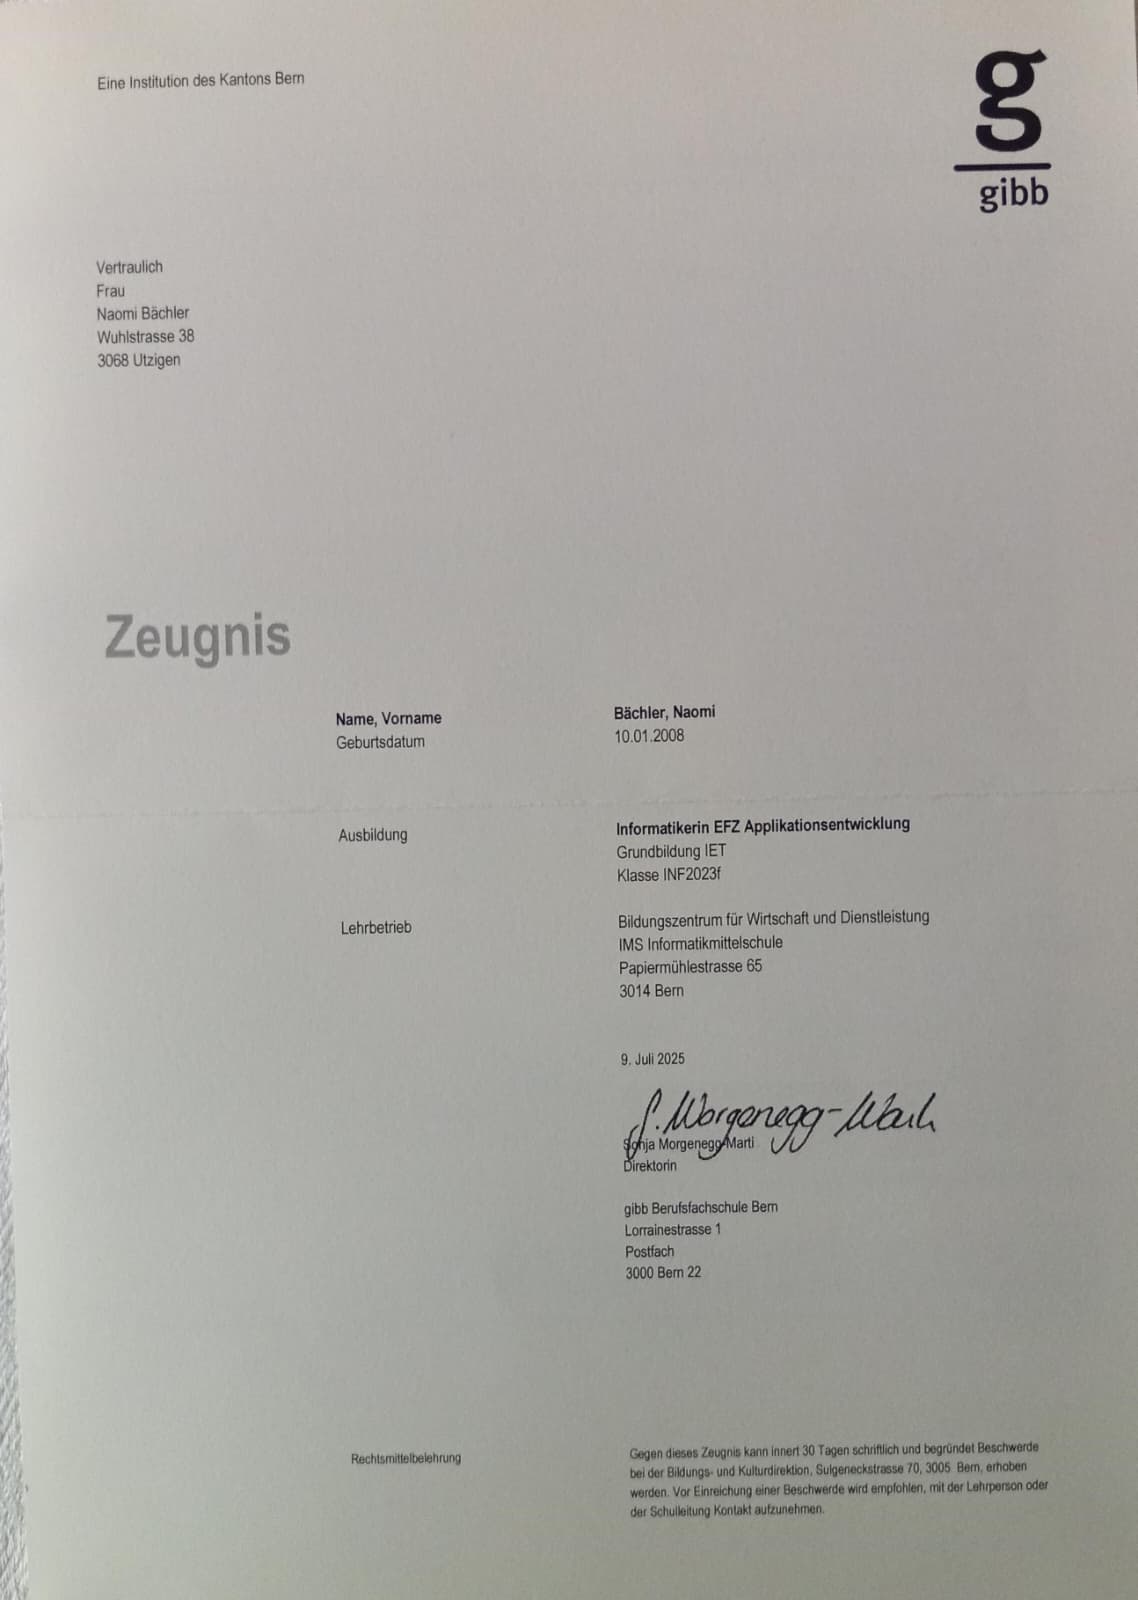 Eine Institution des Kantons Bern
g
gibb
Vertraulich
Frau
Naomi Bächler
Wuhlstrasse 38
3068 Utzigen
Zeugnis
Name, Vorname Bächler, Naomi
Geburtsdatum 10.01.2008
Ausbildung Informatikerin EFZ Applikationsentwicklung
Grundbildung IET
Klasse INF2023f
Lehrbetrieb Bildungszentrum für Wirtschaft und Dienstleistung
IMS Informatikmittelschule
Papiermühlestrasse 65
3014 Bern
9. Juli 2025
S. Morgenegg-Marti
Sonja Morgenegg-Marti
Direktorin
gibb Berufsfachschule Bern
Lorrainestrasse 1
Postfach
3000 Bern 22
Rechtsmittelbelehrung Gegen dieses Zeugnis kann innert 30 Tagen schriftlich und begründet Beschwerde
bei der Bildungs- und Kulturdirektion, Sulgeneckstrasse 70, 3005 Bern, erhoben
werden. Vor Einreichung einer Beschwerde wird empfohlen, mit der Lehrperson oder
der Schulleitung Kontakt aufzunehmen.